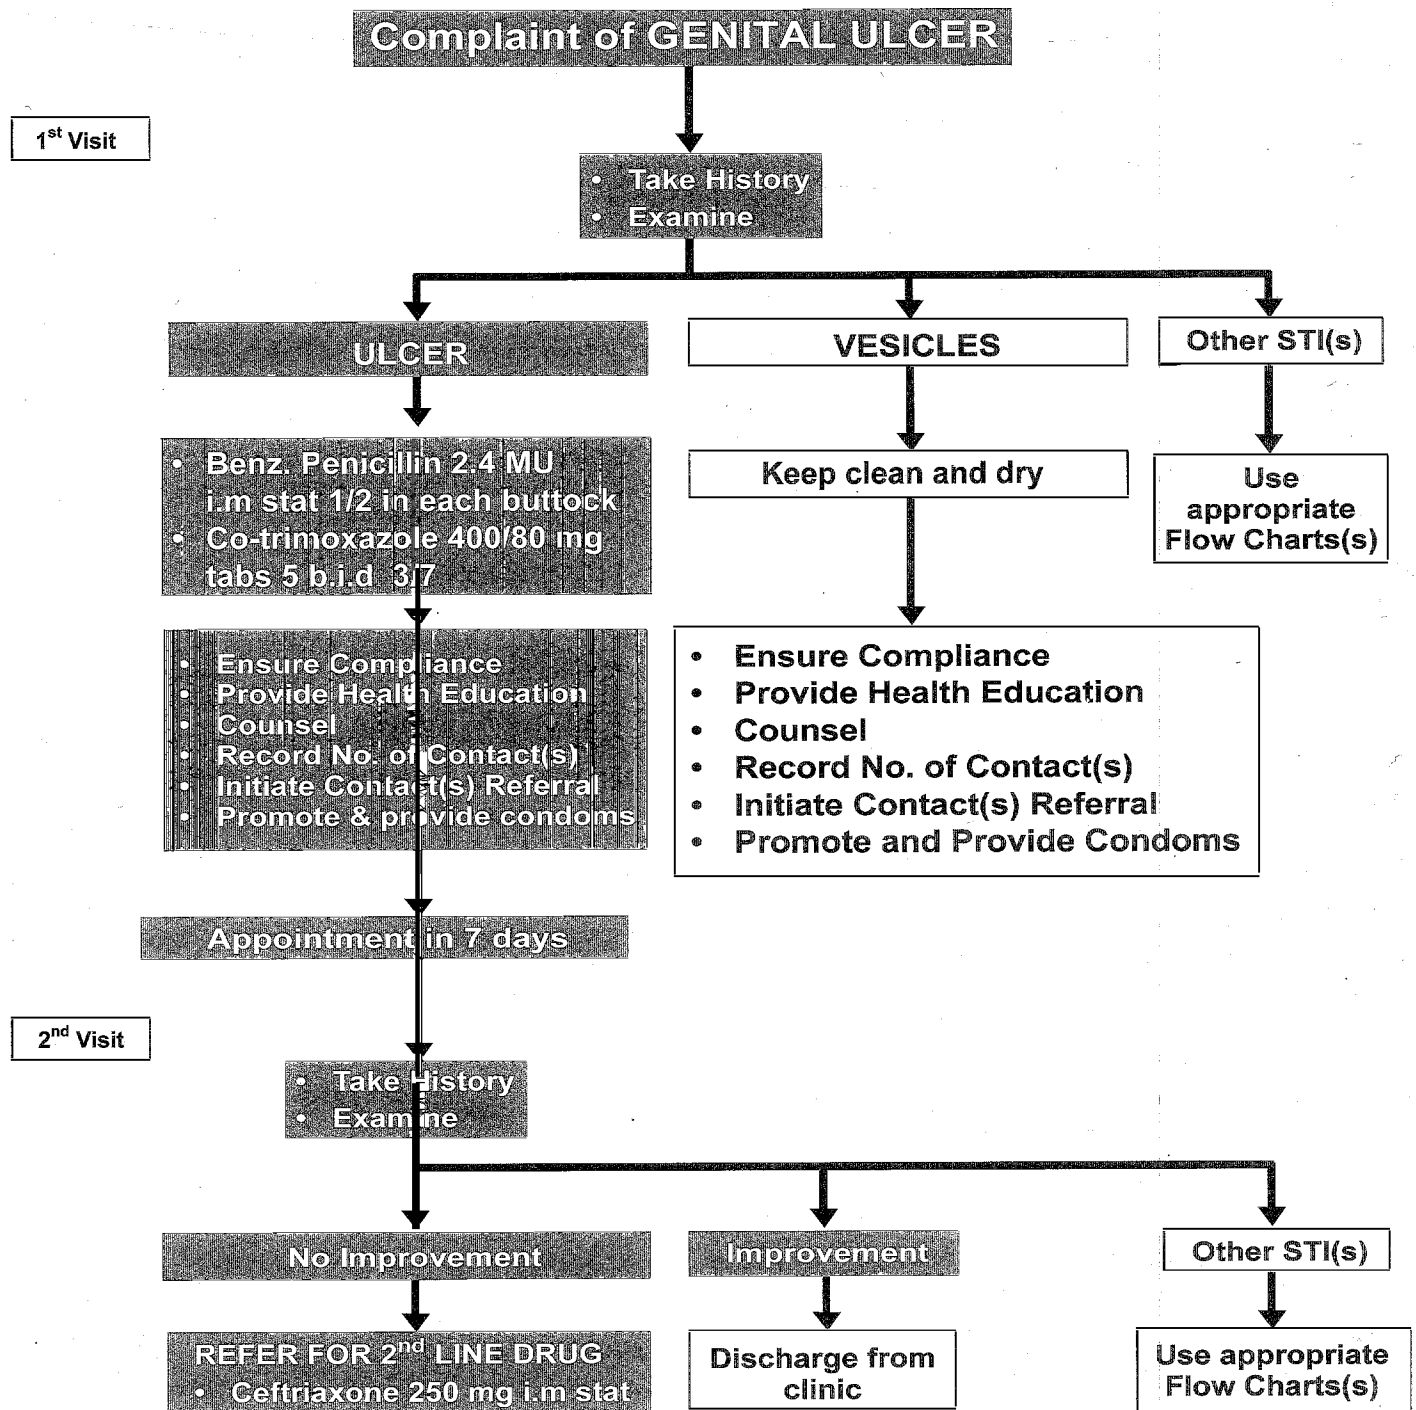 Complaint of GENITAL ULCER
1st Visit
• Take History
• Examine
ULCER
VESICLES
Other STI(s)
• Benz. Penicillin 2.4 MU
i.m stat 1/2 in each buttock
• Co-trimoxazole 400/80 mg
tabs 5 b.i.d 3/7
Keep clean and dry
Use
appropriate
Flow Charts(s)
• Ensure Compliance
• Provide Health Education
• Counsel
• Record No. of Contact(s)
• Initiate Contact(s) Referral
• Promote & provide condoms
• Ensure Compliance
• Provide Health Education
• Counsel
• Record No. of Contact(s)
• Initiate Contact(s) Referral
• Promote and Provide Condoms
Appointment in 7 days
2nd Visit
• Take History
• Examine
No Improvement
Improvement
Other STI(s)
REFER FOR 2nd LINE DRUG
• Ceftriaxone 250 mg i.m stat
Discharge from
clinic
Use appropriate
Flow Charts(s)